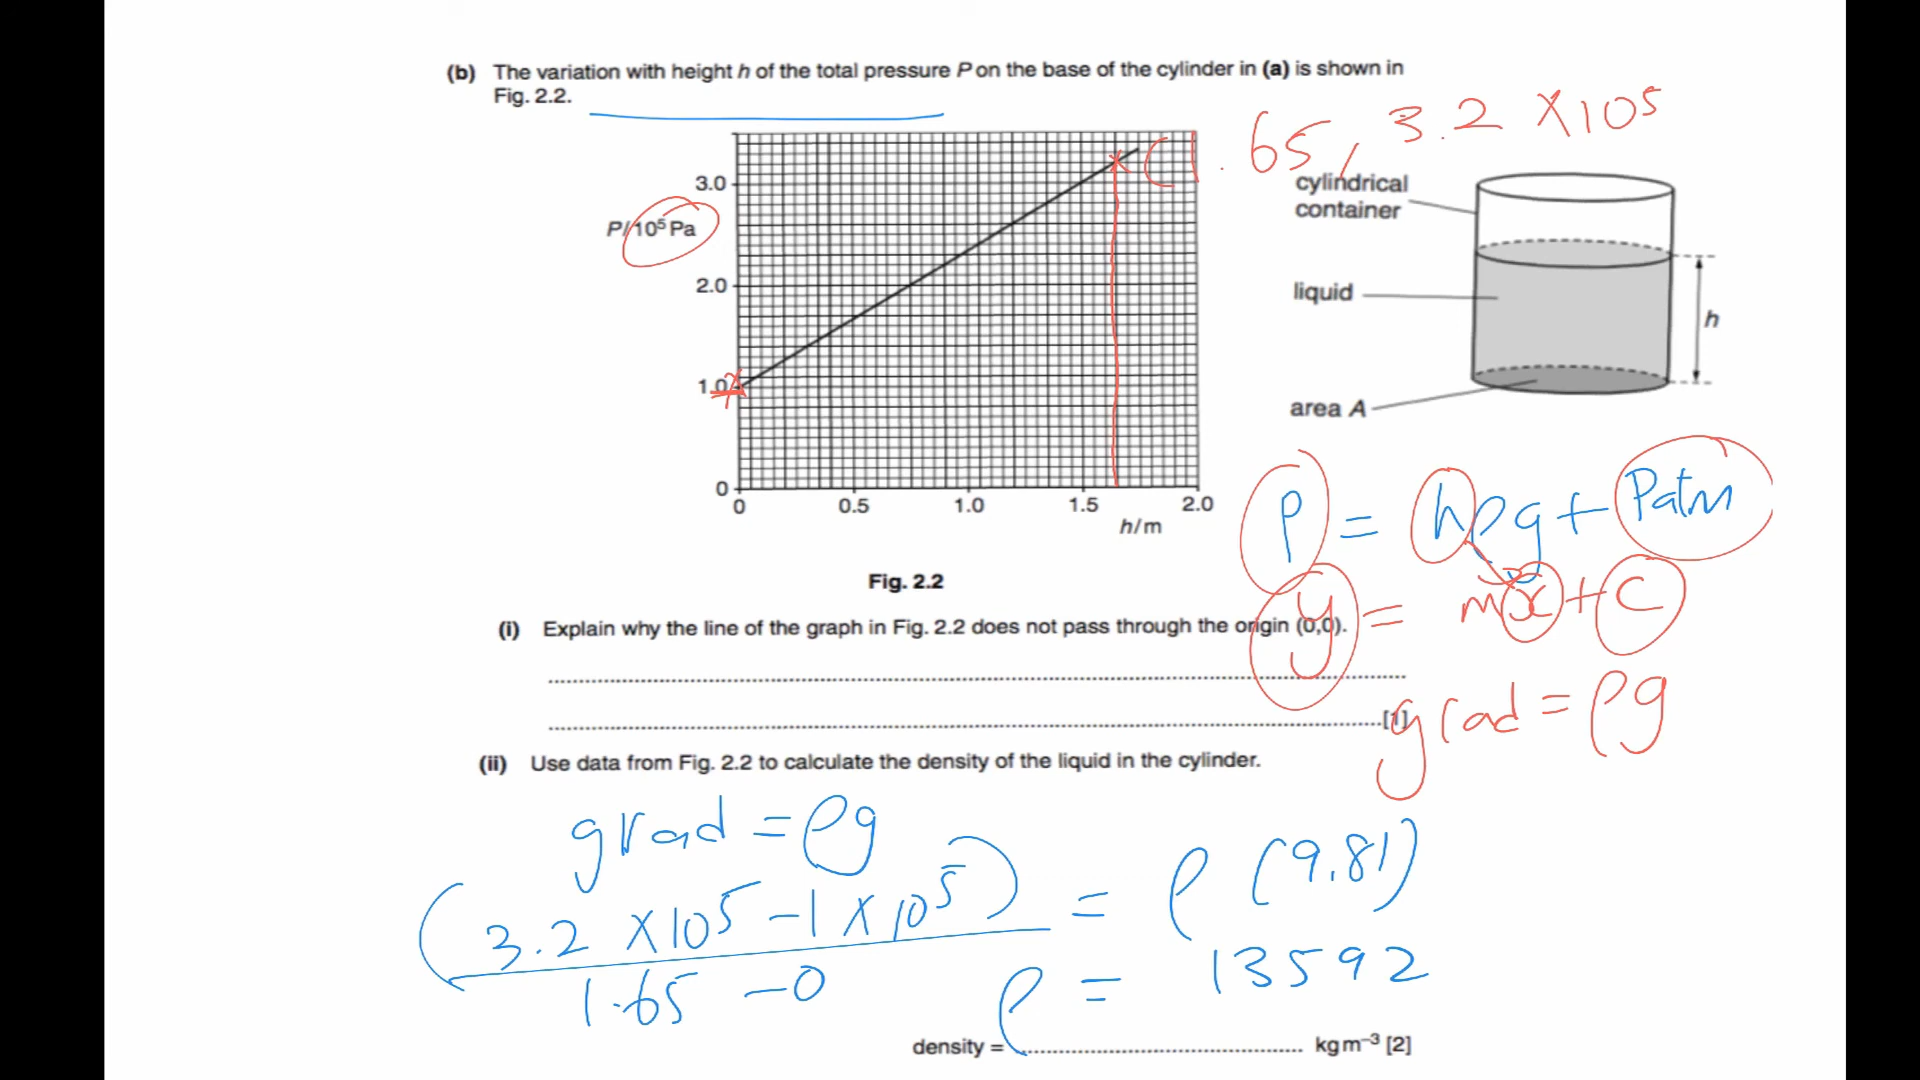 (b) The variation with height h of the total pressure P on the base of the cylinder in (a) is shown in
Fig. 2.2.
(1.65, 3.2 ×10⁵
3.0
P/10⁵ Pa
2.0
1.0
0
0 0.5 1.0 1.5 2.0
h/m
Fig. 2.2
cylindrical
container
liquid
h
area A
P = hρg + Patm
y = mx + c
grad = ρg
(i) Explain why the line of the graph in Fig. 2.2 does not pass through the origin (0,0).
[1]
(ii) Use data from Fig. 2.2 to calculate the density of the liquid in the cylinder.
grad = ρg
(3.2 ×10⁵ – 1 × 10⁵) = ρ (9.81)
1.65 – 0
ρ = 13592
density = ............ kg m⁻³ [2]